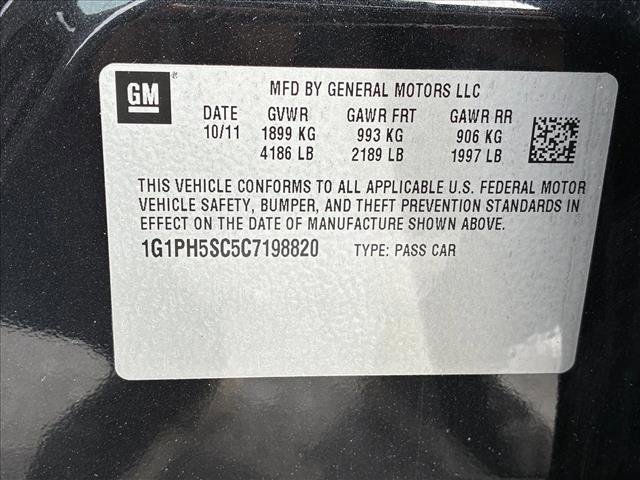 GM
MFD BY GENERAL MOTORS LLC
DATE GVWR GAWR FRT GAWR RR
10/11 1899 KG 993 KG 906 KG
4186 LB 2189 LB 1997 LB
THIS VEHICLE CONFORMS TO ALL APPLICABLE U.S. FEDERAL MOTOR
VEHICLE SAFETY, BUMPER, AND THEFT PREVENTION STANDARDS IN
EFFECT ON THE DATE OF MANUFACTURE SHOWN ABOVE.
1G1PH5SC5C7198820 TYPE: PASS CAR